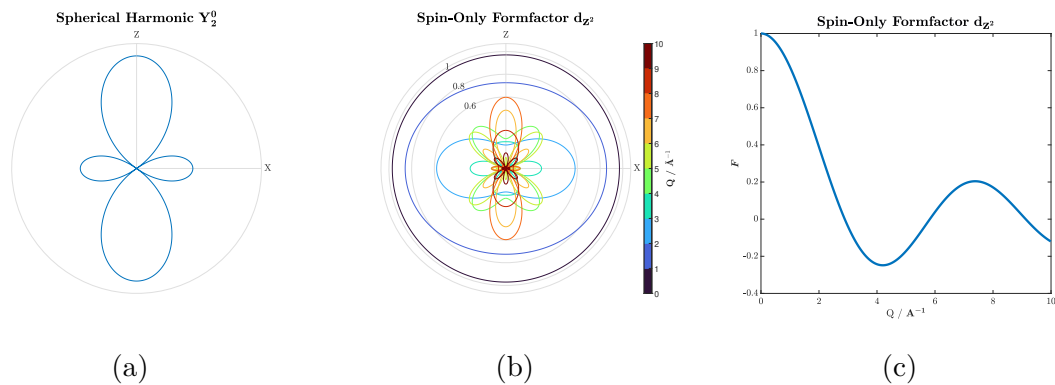 Spherical Harmonic Y₂⁰
Z
X
(a)
Spin-Only Formfactor d_z²
Z
1
0.8
0.6
X
10
9
8
7
6
5
4
3
2
1
0
Q / Å⁻¹
(b)
Spin-Only Formfactor d_z²
1
0.8
0.6
0.4
0.2
0
-0.2
-0.4
F
0 2 4 6 8 10
Q / A⁻¹
(c)